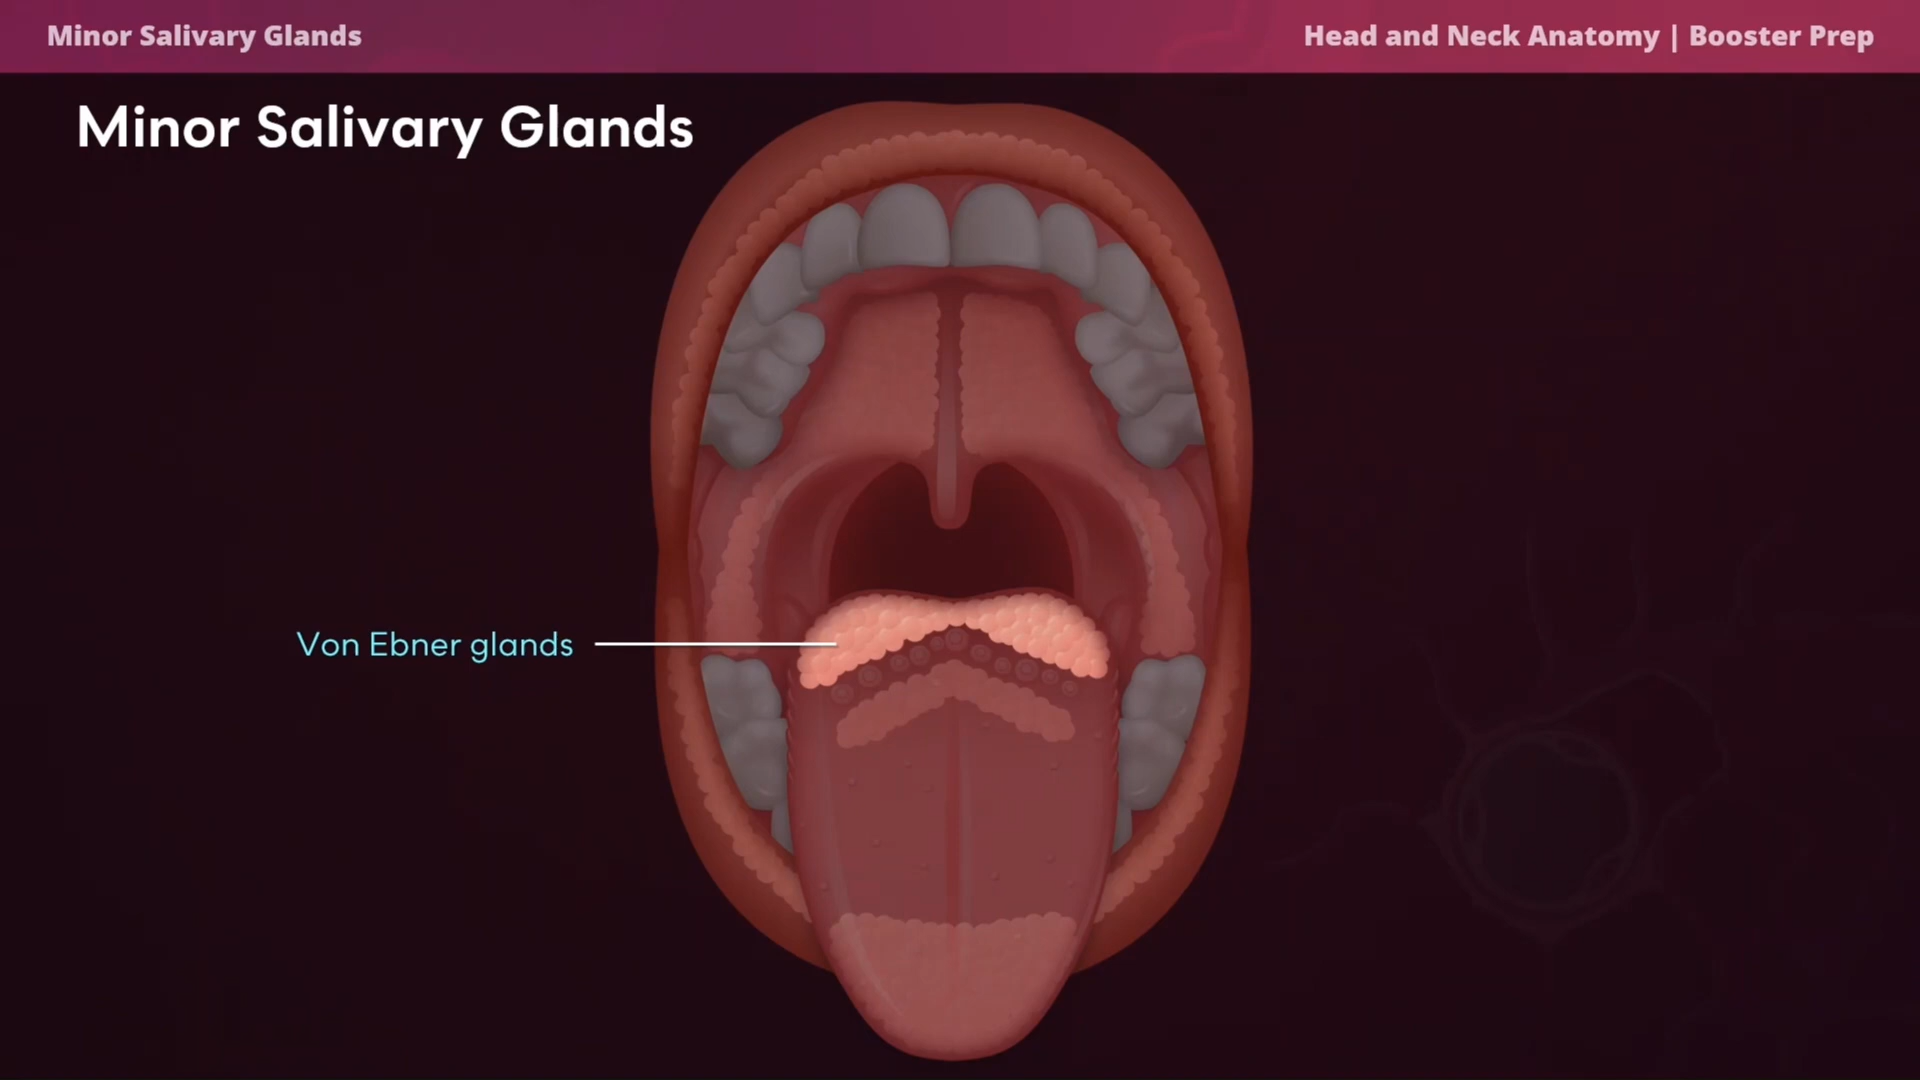 Minor Salivary Glands
Head and Neck Anatomy | Booster Prep
Minor Salivary Glands
Von Ebner glands